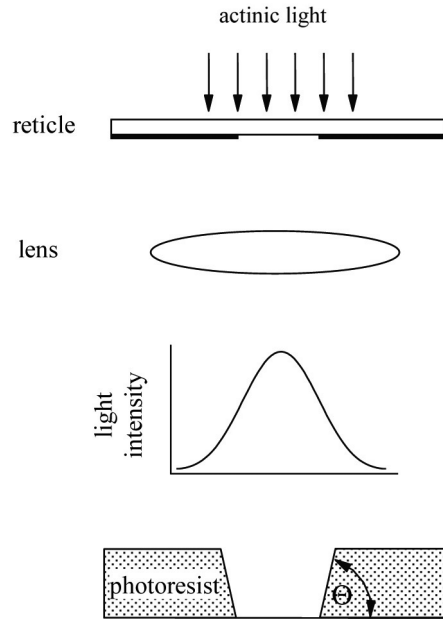 actinic light
reticle
lens
light
intensity
photoresist
Θ